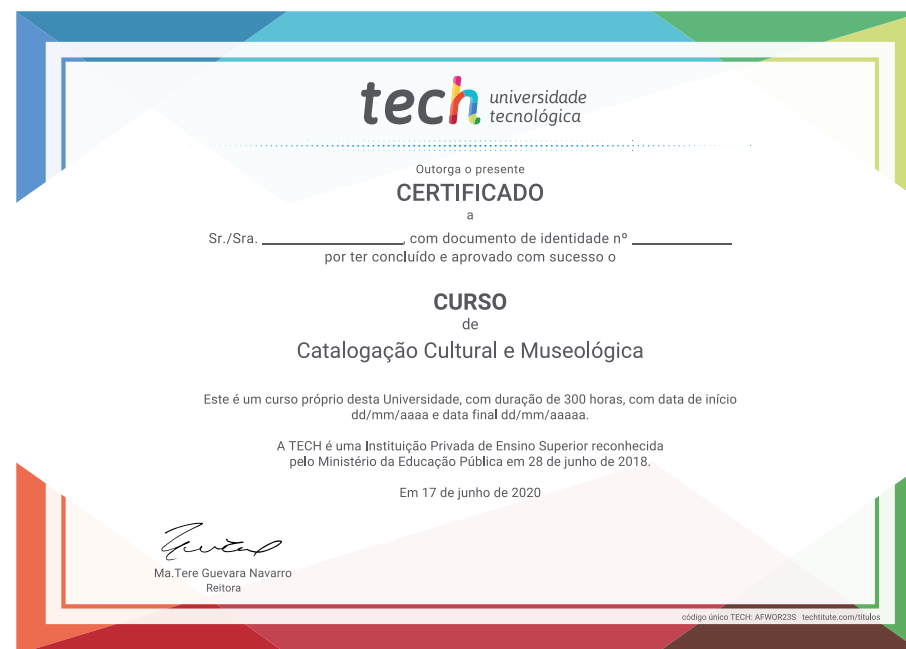 tech universidade
tecnológica
Outorga o presente
CERTIFICADO
a
Sr./Sra. ____________, com documento de identidade nº ____________
por ter concluído e aprovado com sucesso o
CURSO
de
Catalogação Cultural e Museológica
Este é um curso próprio desta Universidade, com duração de 300 horas, com data de início
dd/mm/aaaa e data final dd/mm/aaaaa.
A TECH é uma Instituição Privada de Ensino Superior reconhecida
pelo Ministério da Educação Pública em 28 de junho de 2018.
Em 17 de junho de 2020
Ma.Tere Guevara Navarro
Reitora
código único TECH: AFWOR23S techtitute.com/titulos